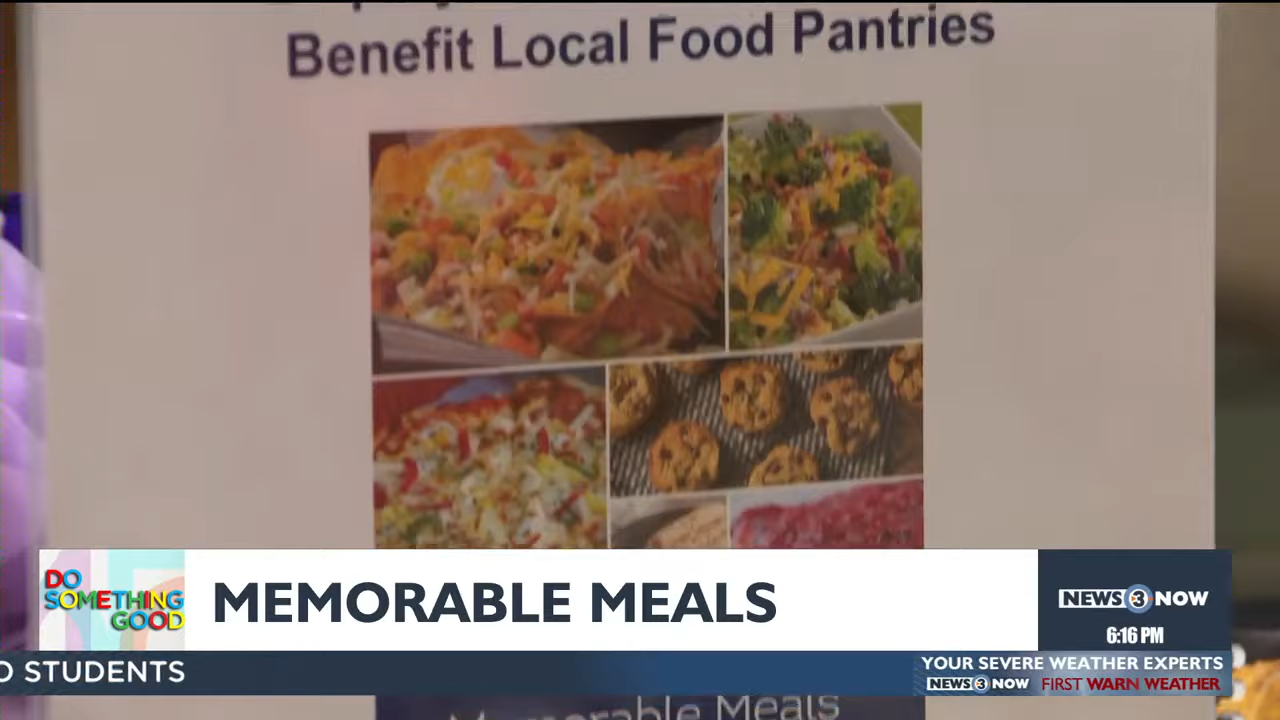 Benefit Local Food Pantries
DO
SOMETHING
GOOD
MEMORABLE MEALS
NEWS 3 NOW
6:16 PM
STUDENTS
YOUR SEVERE WEATHER EXPERTS
NEWS 3 NOW FIRST WARN WEATHER
Memorable Meals